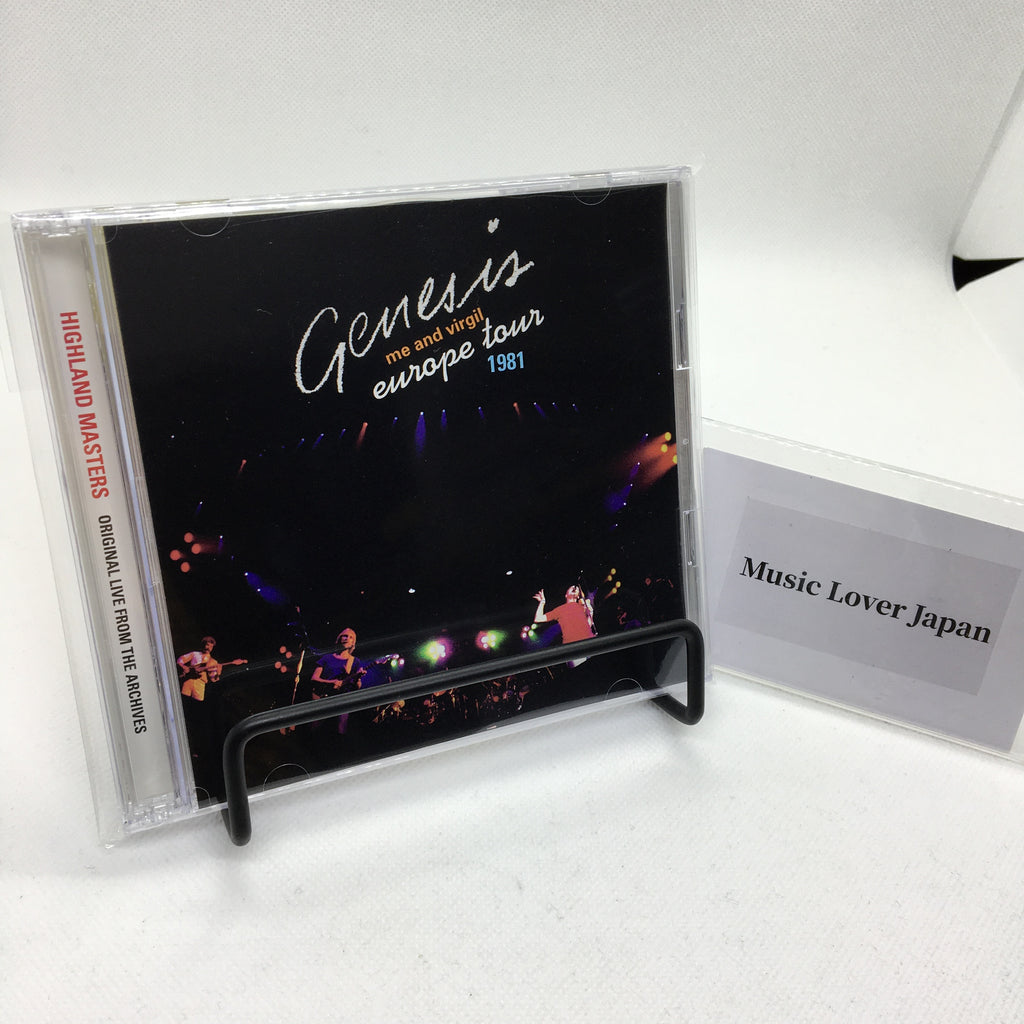 Genesis
me and virgil
europe tour
1981
HIGHLAND MASTERS ORIGINAL LIVE FROM THE ARCHIVES
Music Lover Japan